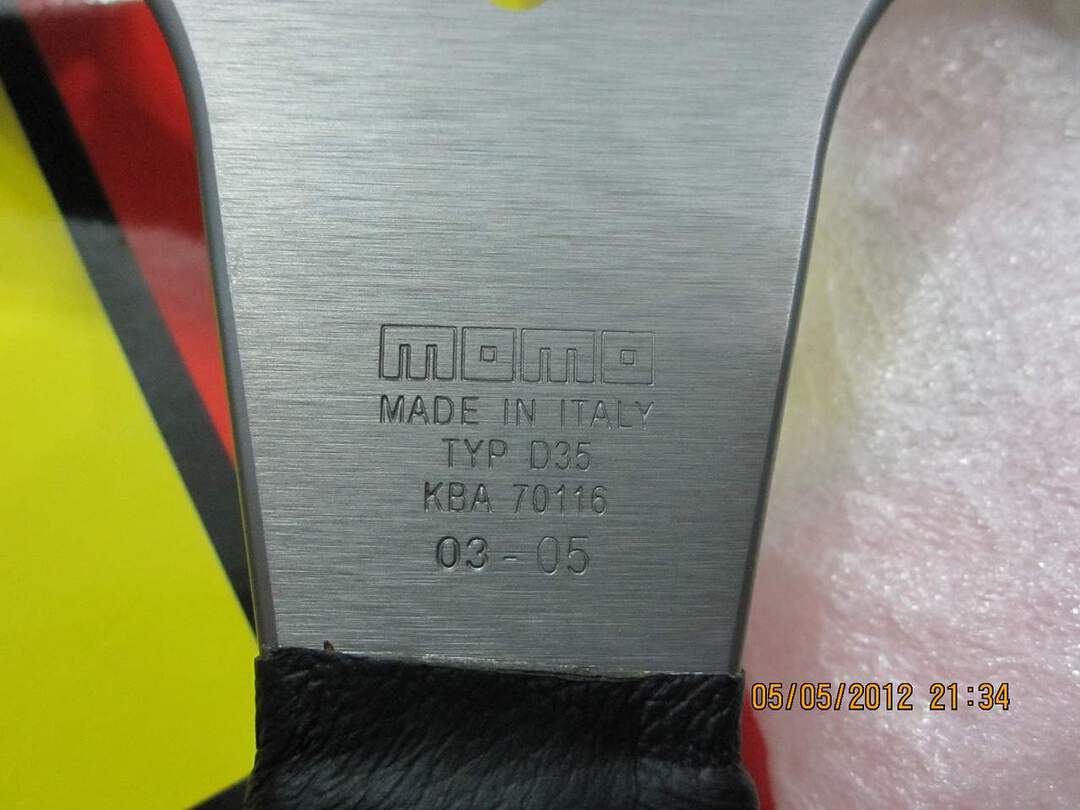 momo
MADE IN ITALY
TYP D35
KBA 70116
03-05
05/05/2012 21:34